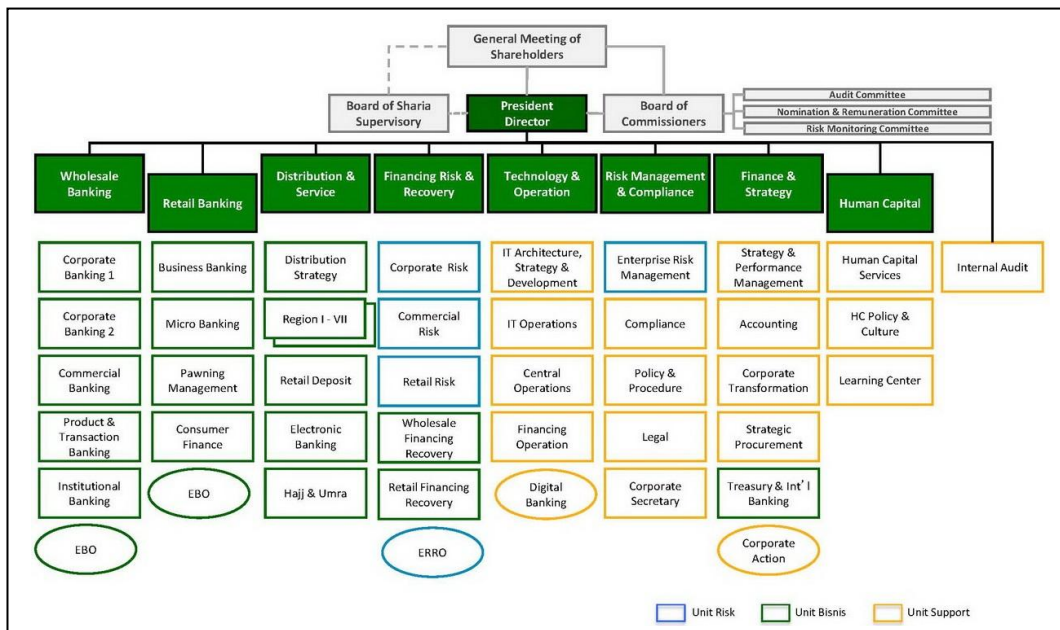 General Meeting of
Shareholders
Board of Sharia
Supervisory
President
Director
Board of
Commissioners
Audit Committee
Nomination & Remuneration Committee
Risk Monitoring Committee
Wholesale
Banking
Retail Banking
Distribution &
Service
Financing Risk &
Recovery
Technology &
Operation
Risk Management
& Compliance
Finance &
Strategy
Human Capital
Corporate
Banking 1
Business Banking
Distribution
Strategy
Corporate Risk
IT Architecture,
Strategy &
Development
Enterprise Risk
Management
Strategy &
Performance
Management
Human Capital
Services
Internal Audit
Corporate
Banking 2
Micro Banking
Region I - VII
Commercial
Risk
IT Operations
Compliance
Accounting
HC Policy &
Culture
Commercial
Banking
Pawning
Management
Retail Deposit
Retail Risk
Central
Operations
Policy &
Procedure
Corporate
Transformation
Learning Center
Product &
Transaction
Banking
Consumer
Finance
Electronic
Banking
Wholesale
Financing
Recovery
Financing
Operation
Legal
Strategic
Procurement
Institutional
Banking
EBO
Hajj & Umra
Retail Financing
Recovery
Digital
Banking
Corporate
Secretary
Treasury & Int' l
Banking
EBO
ERRO
Corporate
Action
Unit Risk
Unit Bisnis
Unit Support